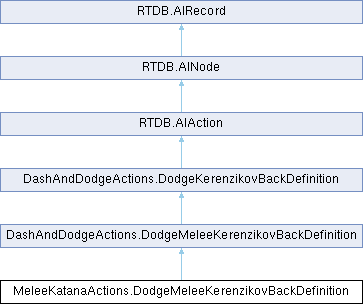 RTDB.AIRecord
RTDB.AINode
RTDB.AIAction
DashAndDodgeActions.DodgeKerenzikovBackDefinition
DashAndDodgeActions.DodgeMeleeKerenzikovBackDefinition
MeleeKatanaActions.DodgeMeleeKerenzikovBackDefinition